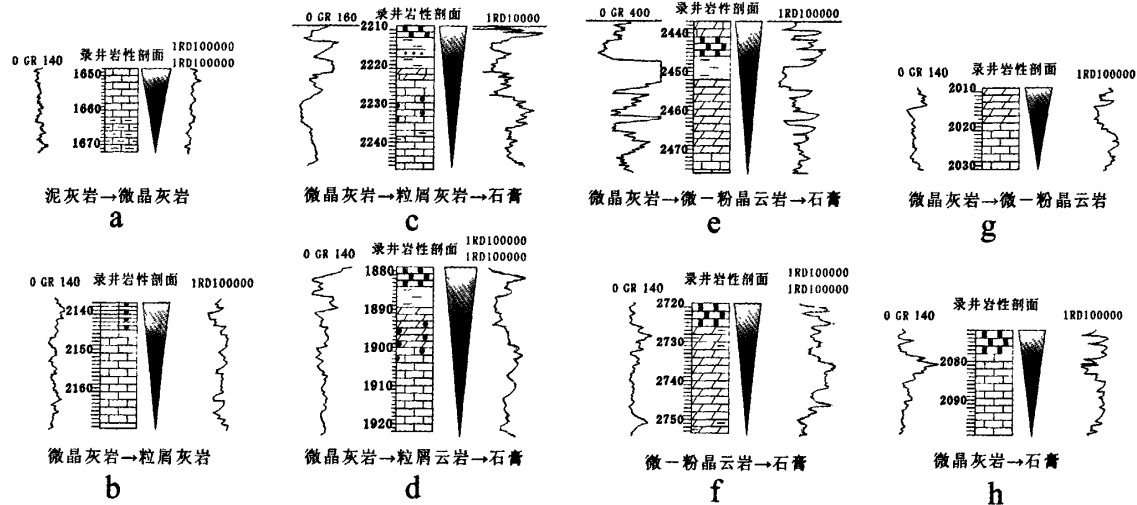 0 GR 140
录井岩性剖面
1RD100000
1RD100000
1650
1660
1670
泥灰岩→微晶灰岩
a
0 GR 160
录井岩性剖面
1RD10000
2210
2220
2230
2240
微晶灰岩→粒屑灰岩→石膏
c
0 GR 400
录井岩性剖面
1RD100000
2440
2450
2460
2470
微晶灰岩→微一粉晶云岩→石膏
e
0 GR 140
录井岩性剖面
1RD100000
2010
2020
2030
微晶灰岩→微一粉晶云岩
g
0 GR 140
录井岩性剖面
1RD100000
2140
2150
2160
微晶灰岩→粒屑灰岩
b
0 GR 140
录井岩性剖面
1RD100000
1RD100000
1880
1890
1900
1910
1920
微晶灰岩→粒屑云岩→石膏
d
0 GR 140
录井岩性剖面
1RD100000
1RD100000
2720
2730
2740
2750
微一粉晶云岩→石膏
f
0 GR 140
录井岩性剖面
1RD100000
2080
2090
微晶灰岩→石膏
h